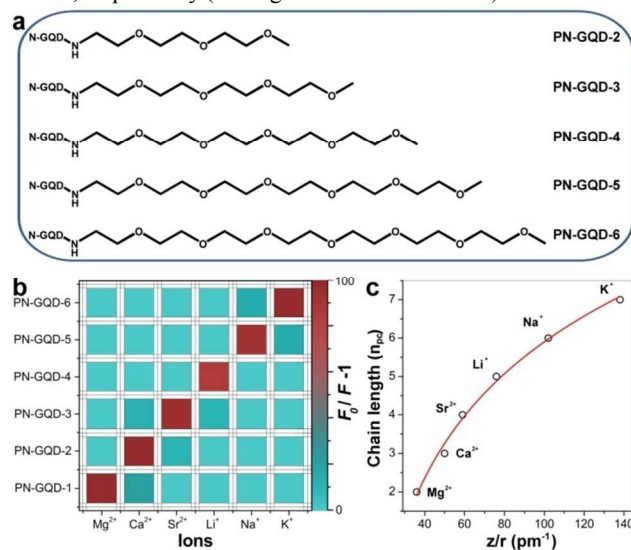 a
N-GQD N H O O O PN-GQD-2
N-GQD N H O O O O PN-GQD-3
N-GQD N H O O O O O PN-GQD-4
N-GQD N H O O O O O O PN-GQD-5
N-GQD N H O O O O O O O PN-GQD-6
b
PN-GQD-6
PN-GQD-5
PN-GQD-4
PN-GQD-3
PN-GQD-2
PN-GQD-1
Mg²⁺ Ca²⁺ Sr²⁺ Li⁺ Na⁺ K⁺
Ions
100
0
F₀/F -1
c
Chain length (n_PG)
7
6
5
4
3
2
K⁺
Na⁺
Li⁺
Sr²⁺
Ca²⁺
Mg²⁺
40 60 80 100 120 140
z/r (pm⁻¹)